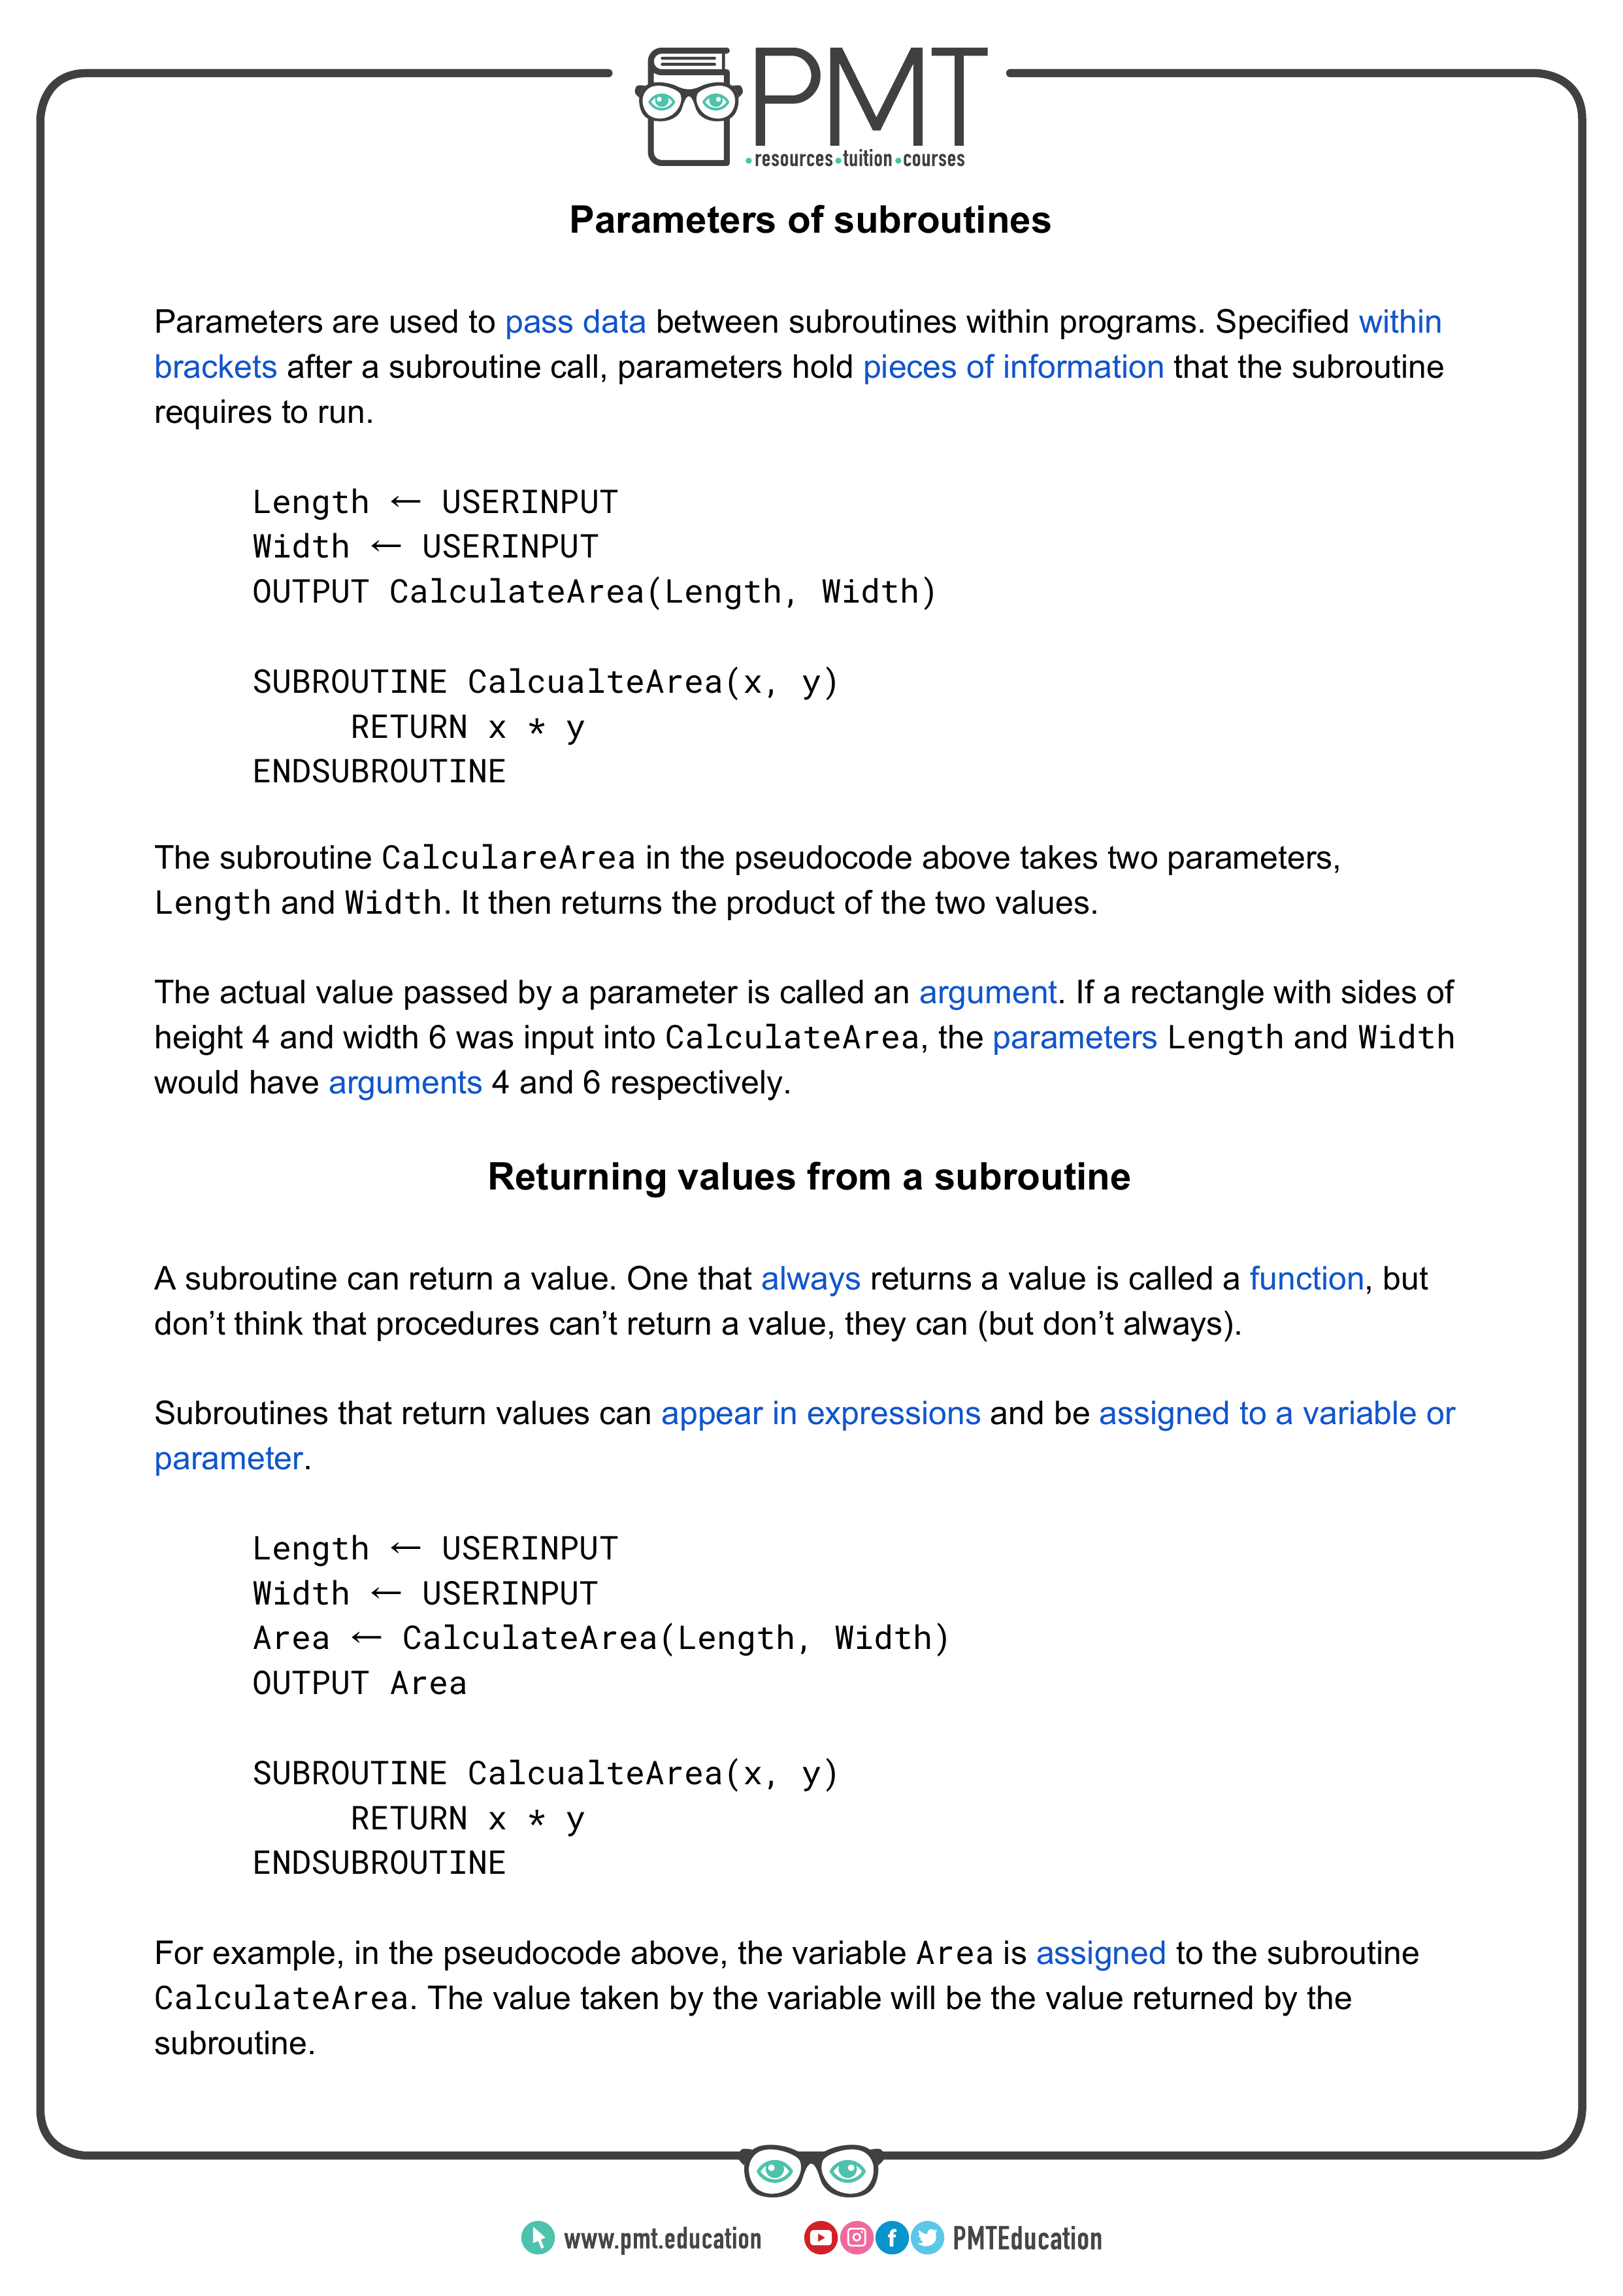 PMT
resources tuition courses
Parameters of subroutines
Parameters are used to pass data between subroutines within programs. Specified within
brackets after a subroutine call, parameters hold pieces of information that the subroutine
requires to run.
Length ← USERINPUT
Width ← USERINPUT
OUTPUT CalculateArea(Length, Width)
SUBROUTINE CalcualteArea(x, y)
RETURN x * y
ENDSUBROUTINE
The subroutine CalculareArea in the pseudocode above takes two parameters,
Length and Width. It then returns the product of the two values.
The actual value passed by a parameter is called an argument. If a rectangle with sides of
height 4 and width 6 was input into CalculateArea, the parameters Length and Width
would have arguments 4 and 6 respectively.
Returning values from a subroutine
A subroutine can return a value. One that always returns a value is called a function, but
don’t think that procedures can’t return a value, they can (but don’t always).
Subroutines that return values can appear in expressions and be assigned to a variable or
parameter.
Length ← USERINPUT
Width ← USERINPUT
Area ← CalculateArea(Length, Width)
OUTPUT Area
SUBROUTINE CalcualteArea(x, y)
RETURN x * y
ENDSUBROUTINE
For example, in the pseudocode above, the variable Area is assigned to the subroutine
CalculateArea. The value taken by the variable will be the value returned by the
subroutine.
www.pmt.education PMTEducation